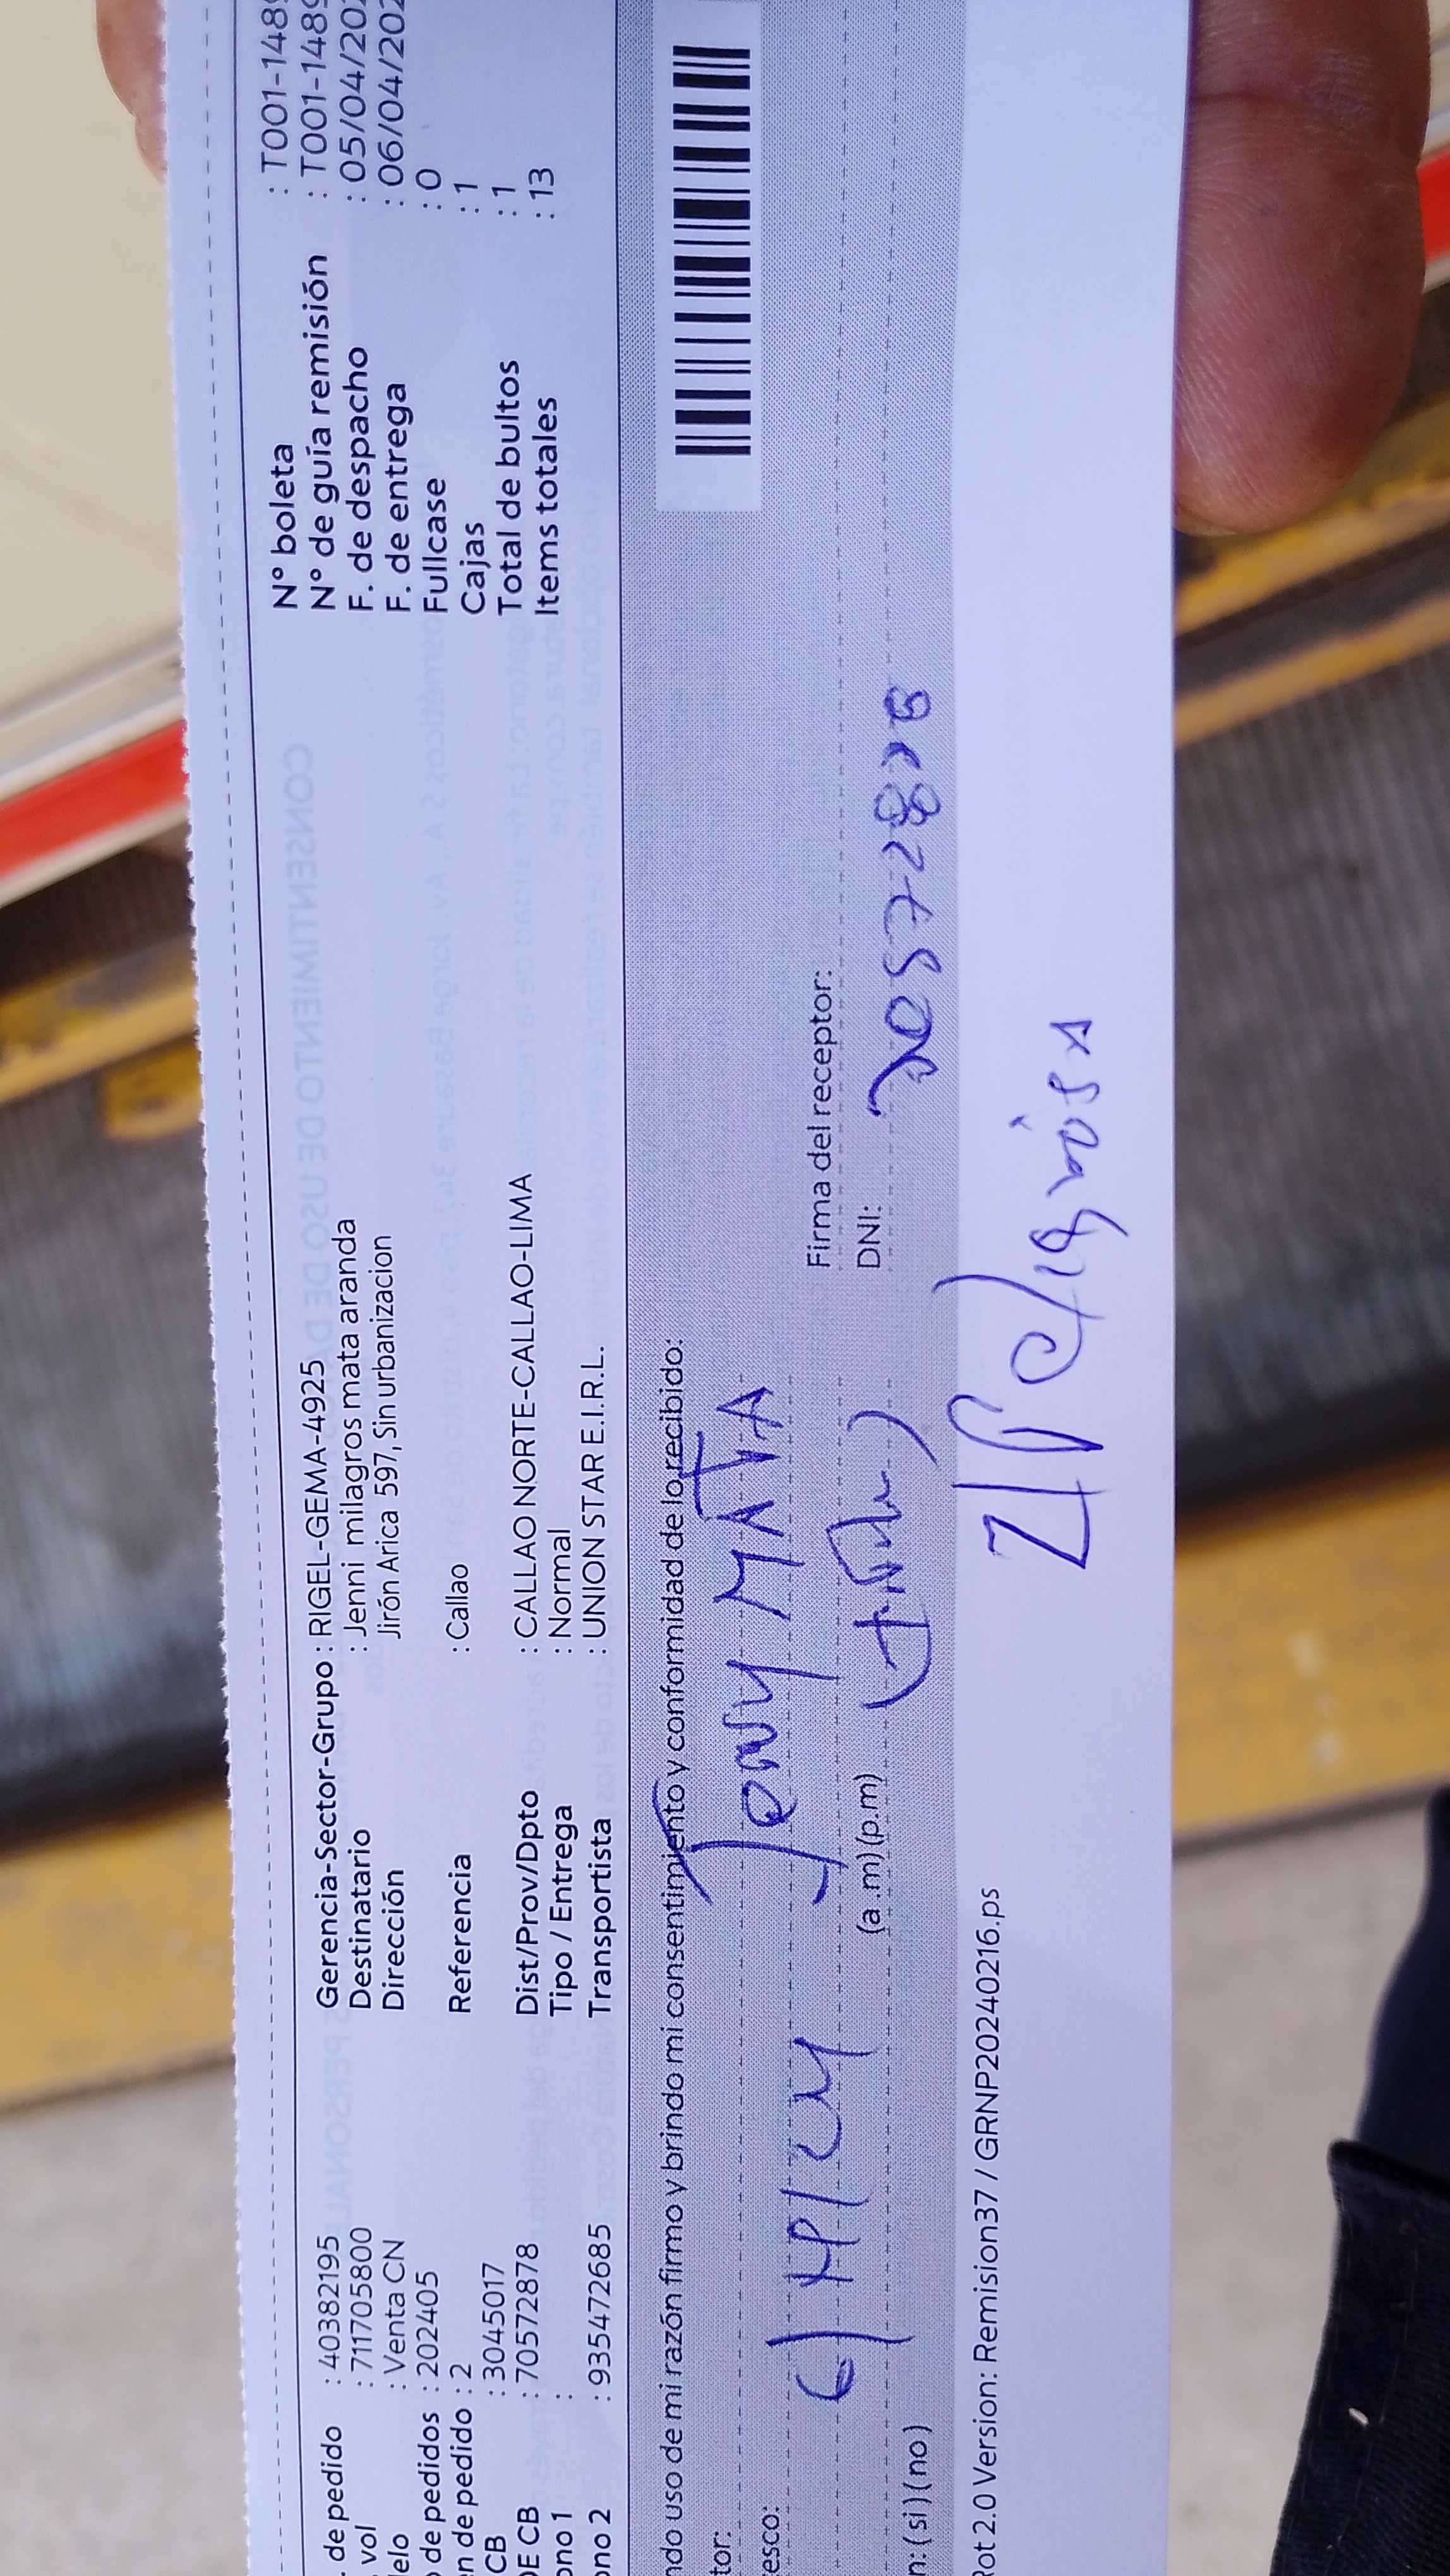 . de pedido : 40382195
vol : 711705800
elo : Venta CN
de pedidos : 202405
n de pedido : 2
CB : 3045017
DE CB : 70572878
ono 1 :
ono 2 : 935472685
Gerencia-Sector-Grupo : RIGEL-GEMA-4925
Destinatario : Jenni milagros mata aranda
Dirección Jirón Arica 597, Sin urbanizacion
Referencia : Callao
Dist/Prov/Dpto : CALLAO NORTE-CALLAO-LIMA
Tipo / Entrega : Normal
Transportista : UNION STAR E.I.R.L.
N° boleta : T001-148
N° de guía remisión : T001-148
F. de despacho : 05/04/202
F. de entrega : 06/04/202
Fullcase : 0
Cajas : 1
Total de bultos : 1
Items totales : 13
ndo uso de mi razón firmo y brindo mi consentimiento y conformidad de lo recibido:
tor: Jenny MATA
esco:
Firma del receptor:
n: (si) (no) (a .m) (p.m)
DNI:
Rot 2.0 Version: Remision37 / GRNP20240216.ps